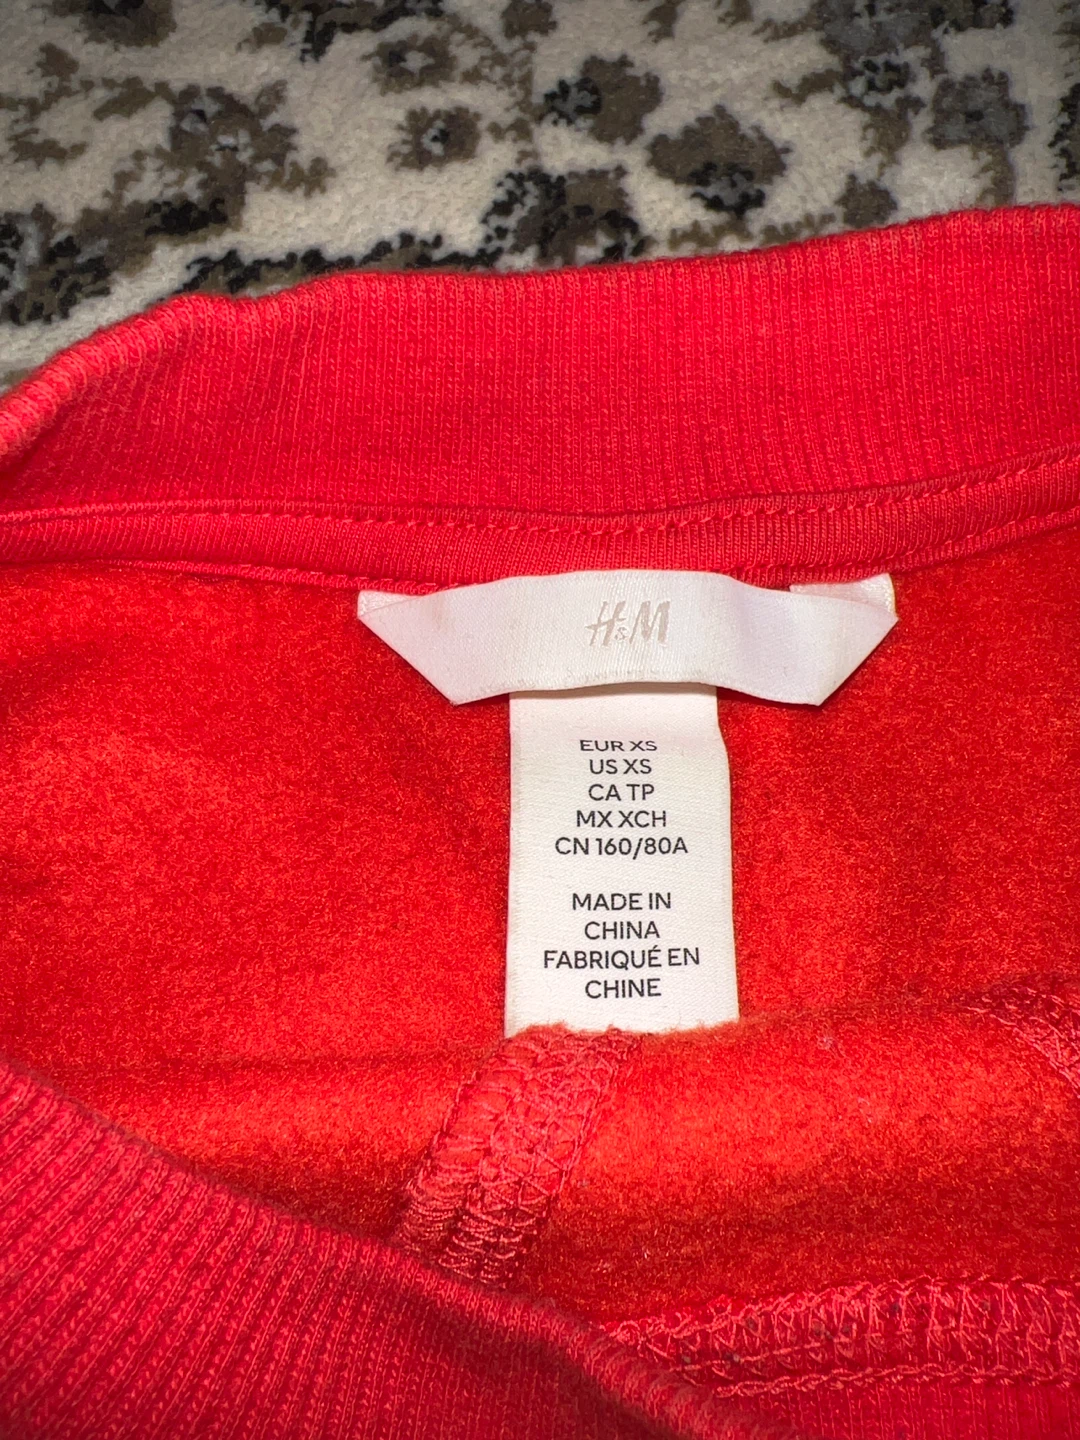 H&M
EUR XS
US XS
CA TP
MX XCH
CN 160/80A
MADE IN
CHINA
FABRIQUÉ EN
CHINE